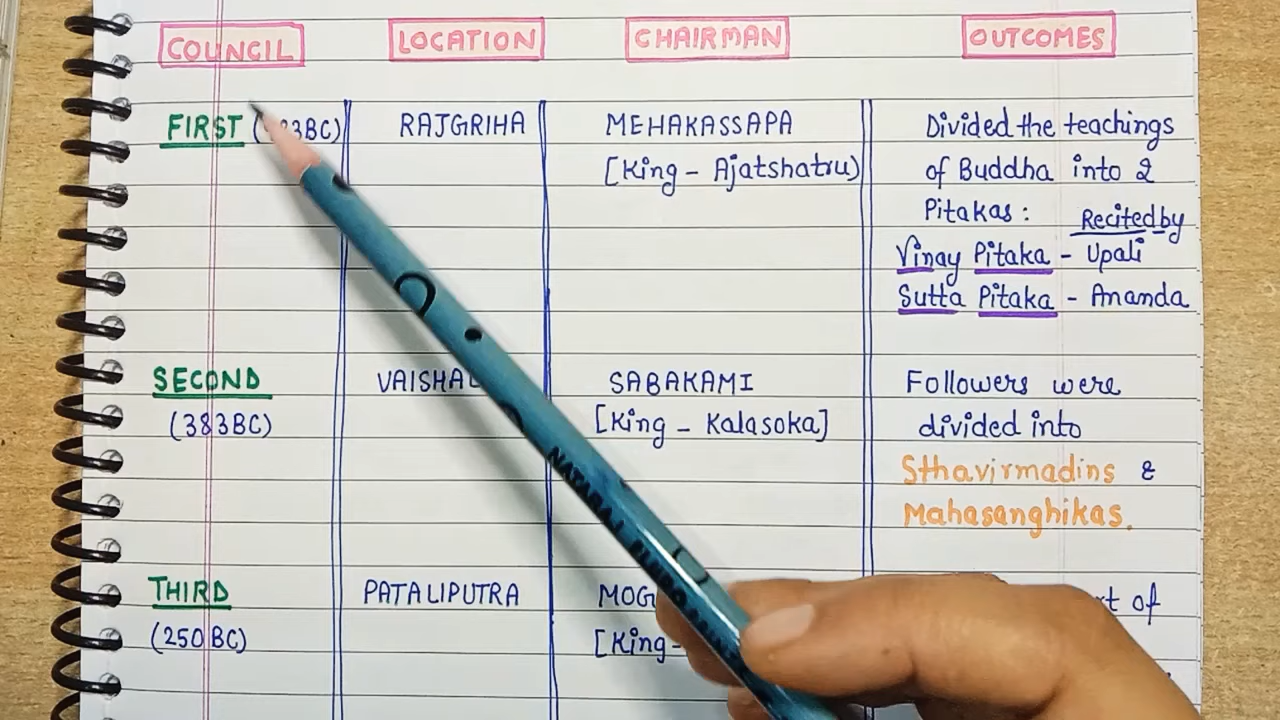 COUNCIL LOCATION CHAIRMAN OUTCOMES
FIRST RAJGRIHA MEHAKASSAPA Divided the teachings
[King - Ajatshatru) of Buddha into 2
Pitakas: Recited by
Vinay Pitaka - Upali
Sutta Pitaka - Ananda
SECOND SABAKAMI Followers were
(383BC) [King - Kalasoka] divided into
Sthavirmadins &
Mahasanghikas.
THIRD PATALIPUTRA of
(250BC) [King -
NATARAJ